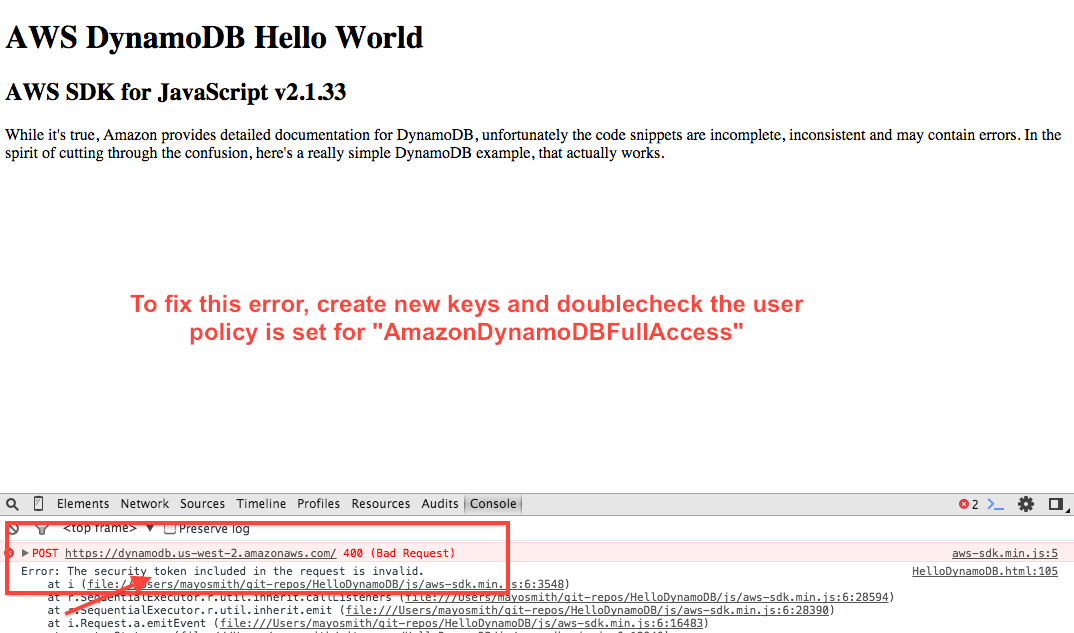 AWS DynamoDB Hello World
AWS SDK for JavaScript v2.1.33
While it's true, Amazon provides detailed documentation for DynamoDB, unfortunately the code snippets are incomplete, inconsistent and may contain errors. In the
spirit of cutting through the confusion, here's a really simple DynamoDB example, that actually works.
To fix this error, create new keys and doublecheck the user
policy is set for "AmazonDynamoDBFullAccess"
Elements Network Sources Timeline Profiles Resources Audits Console 2
<top frame> Preserve log
POST https://dynamodb.us-west-2.amazonaws.com/ 400 (Bad Request) aws-sdk.min.js:5
Error: The security token included in the request is invalid. HelloDynamoDB.html:105
at i (file:///Users/mayosmith/git-repos/HelloDynamoDB/js/aws-sdk.min.js:6:3548)
at r.SequentialExecutor.r.util.inherit.callListeners (file:///Users/mayosmith/git-repos/HelloDynamoDB/js/aws-sdk.min.js:6:28594)
at r.SequentialExecutor.r.util.inherit.emit (file:///Users/mayosmith/git-repos/HelloDynamoDB/js/aws-sdk.min.js:6:28390)
at i.Request.a.emitEvent (file:///Users/mayosmith/git-repos/HelloDynamoDB/js/aws-sdk.min.js:6:16483)